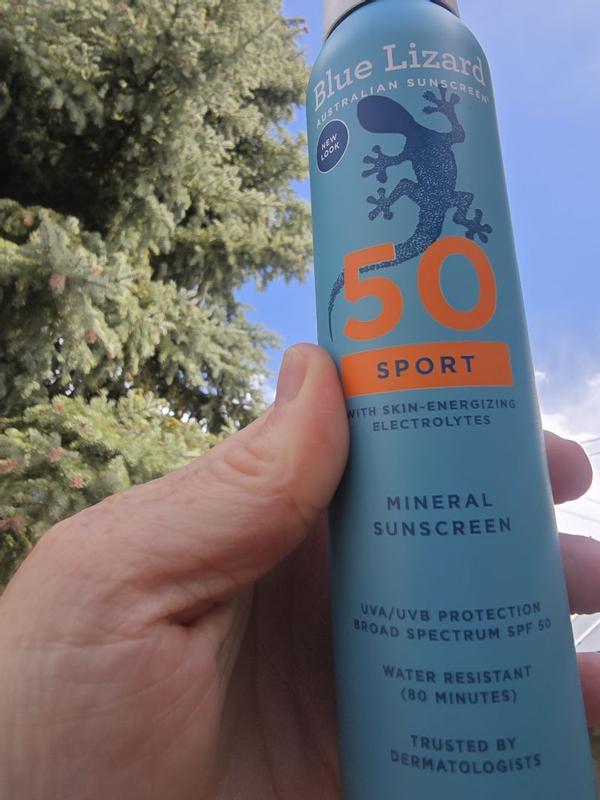 Blue Lizard
AUSTRALIAN SUNSCREEN
NEW
LOOK
50
SPORT
WITH SKIN-ENERGIZING
ELECTROLYTES
MINERAL
SUNSCREEN
UVA/UVB PROTECTION
BROAD SPECTRUM SPF 50
WATER RESISTANT
(80 MINUTES)
TRUSTED BY
DERMATOLOGISTS